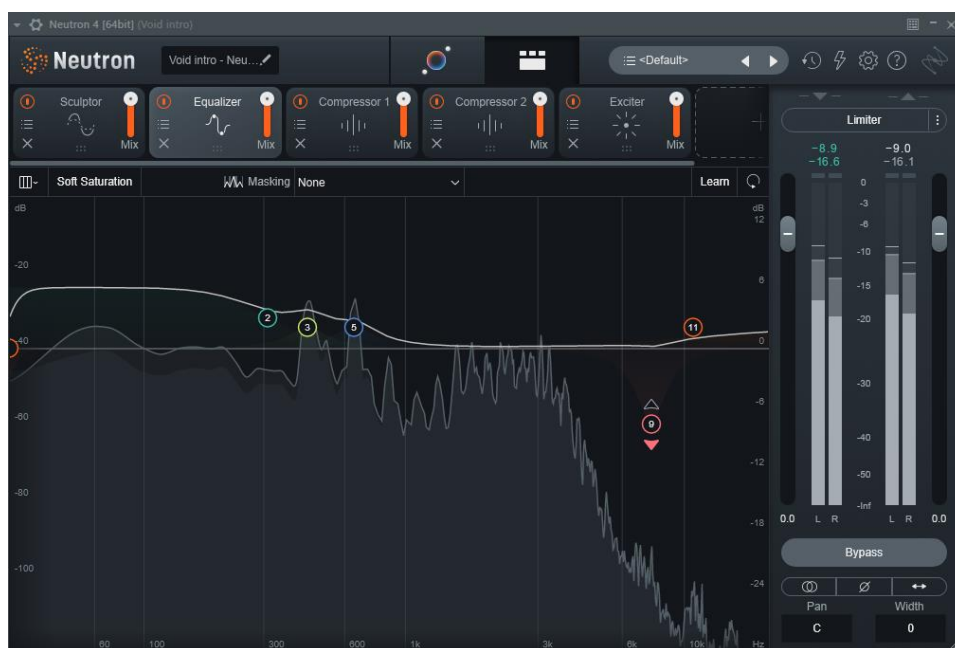 Neutron 4 [64bit] (Void intro)
Neutron
Void intro - Neu…
<Default>
Sculptor
Mix
Equalizer
Mix
Compressor 1
Mix
Compressor 2
Mix
Exciter
Mix
Limiter
Soft Saturation
Masking None
Learn
-8.9 -9.0
-16.6 -16.1
dB
-20
-40
-60
-80
-100
dB
12
6
0
-6
-12
-18
-24
2
3
5
9
11
60 100 300 600 1k 3k 6k 10k Hz
0
-3
-6
-10
-15
-20
-30
-40
-50
-Inf
0.0 L R L R 0.0
Bypass
Pan Width
C 0